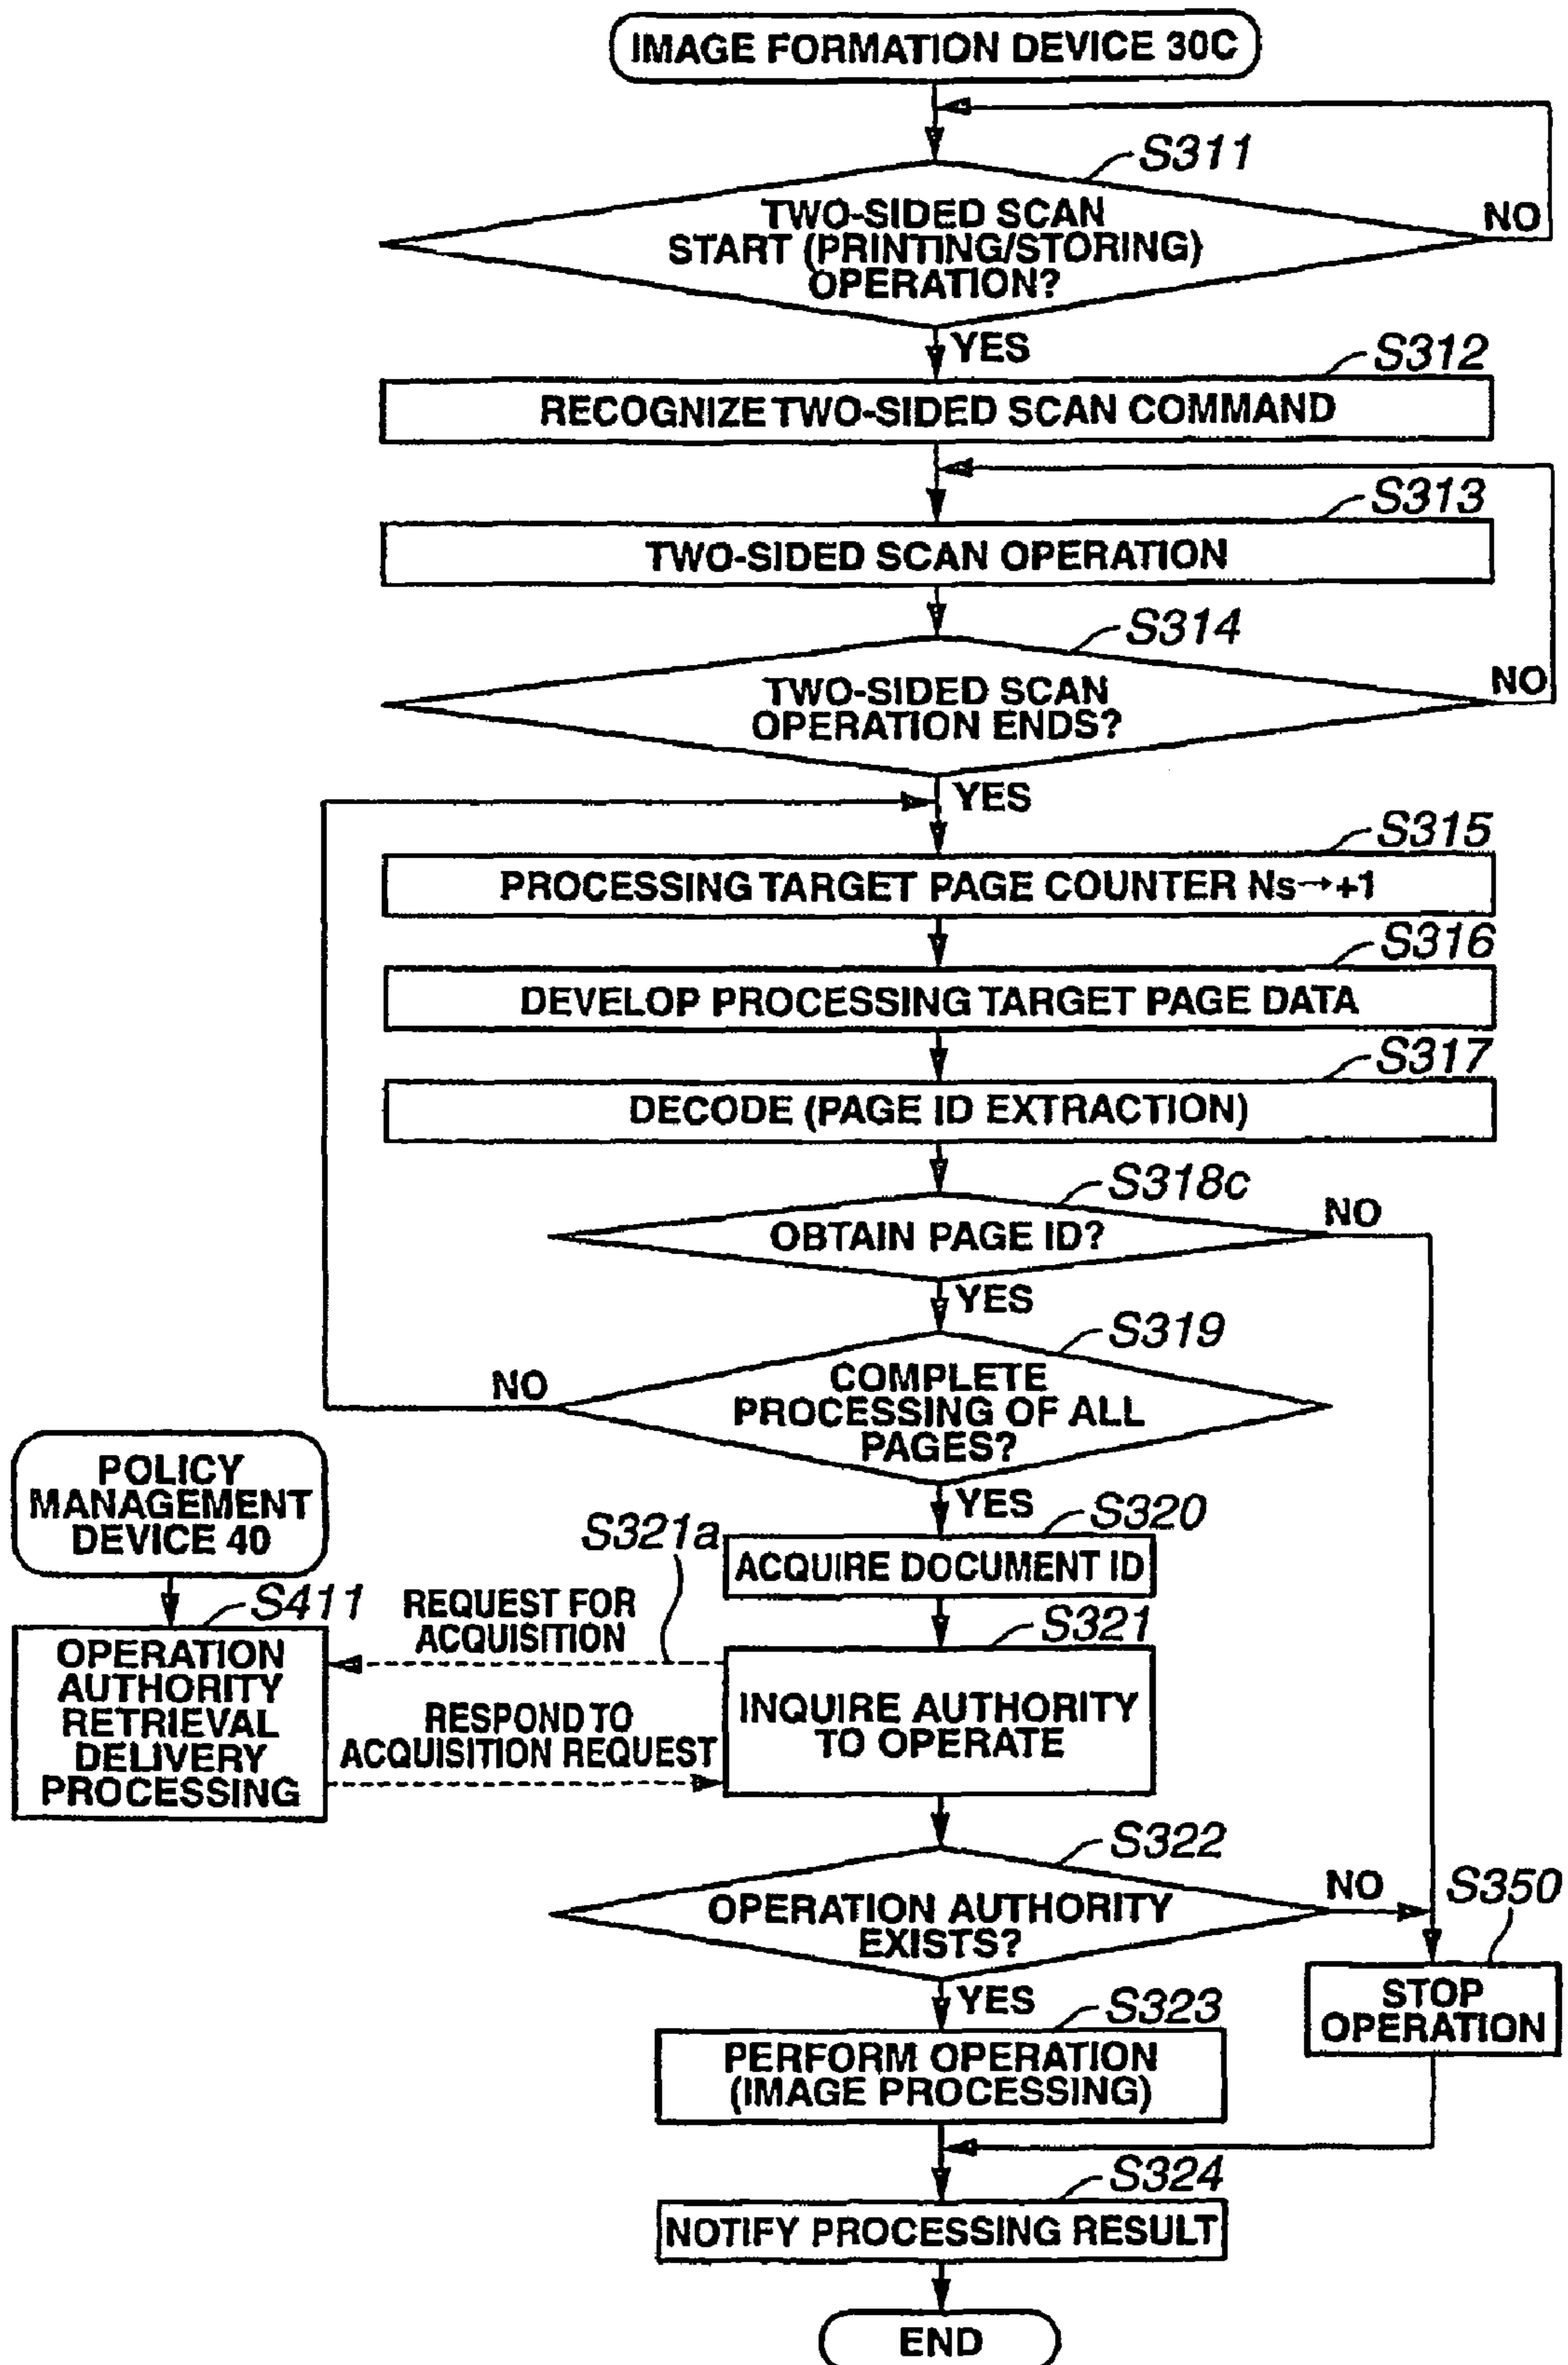 IMAGE FORMATION DEVICE 30C
S311
TWO-SIDED SCAN
START (PRINTING/STORING)
OPERATION?
NO
YES
S312
RECOGNIZE TWO-SIDED SCAN COMMAND
S313
TWO-SIDED SCAN OPERATION
S314
TWO-SIDED SCAN
OPERATION ENDS?
NO
YES
S315
PROCESSING TARGET PAGE COUNTER Ns→+1
S316
DEVELOP PROCESSING TARGET PAGE DATA
S317
DECODE (PAGE ID EXTRACTION)
S318c
OBTAIN PAGE ID?
NO
YES
S319
COMPLETE
PROCESSING OF ALL
PAGES?
NO
YES
POLICY
MANAGEMENT
DEVICE 40
S320
ACQUIRE DOCUMENT ID
S321a
S411
REQUEST FOR
ACQUISITION
S321
OPERATION
AUTHORITY
RETRIEVAL
DELIVERY
PROCESSING
RESPOND TO
ACQUISITION REQUEST
INQUIRE AUTHORITY
TO OPERATE
S322
OPERATION AUTHORITY
EXISTS?
NO
S350
STOP
OPERATION
YES
S323
PERFORM OPERATION
(IMAGE PROCESSING)
S324
NOTIFY PROCESSING RESULT
END